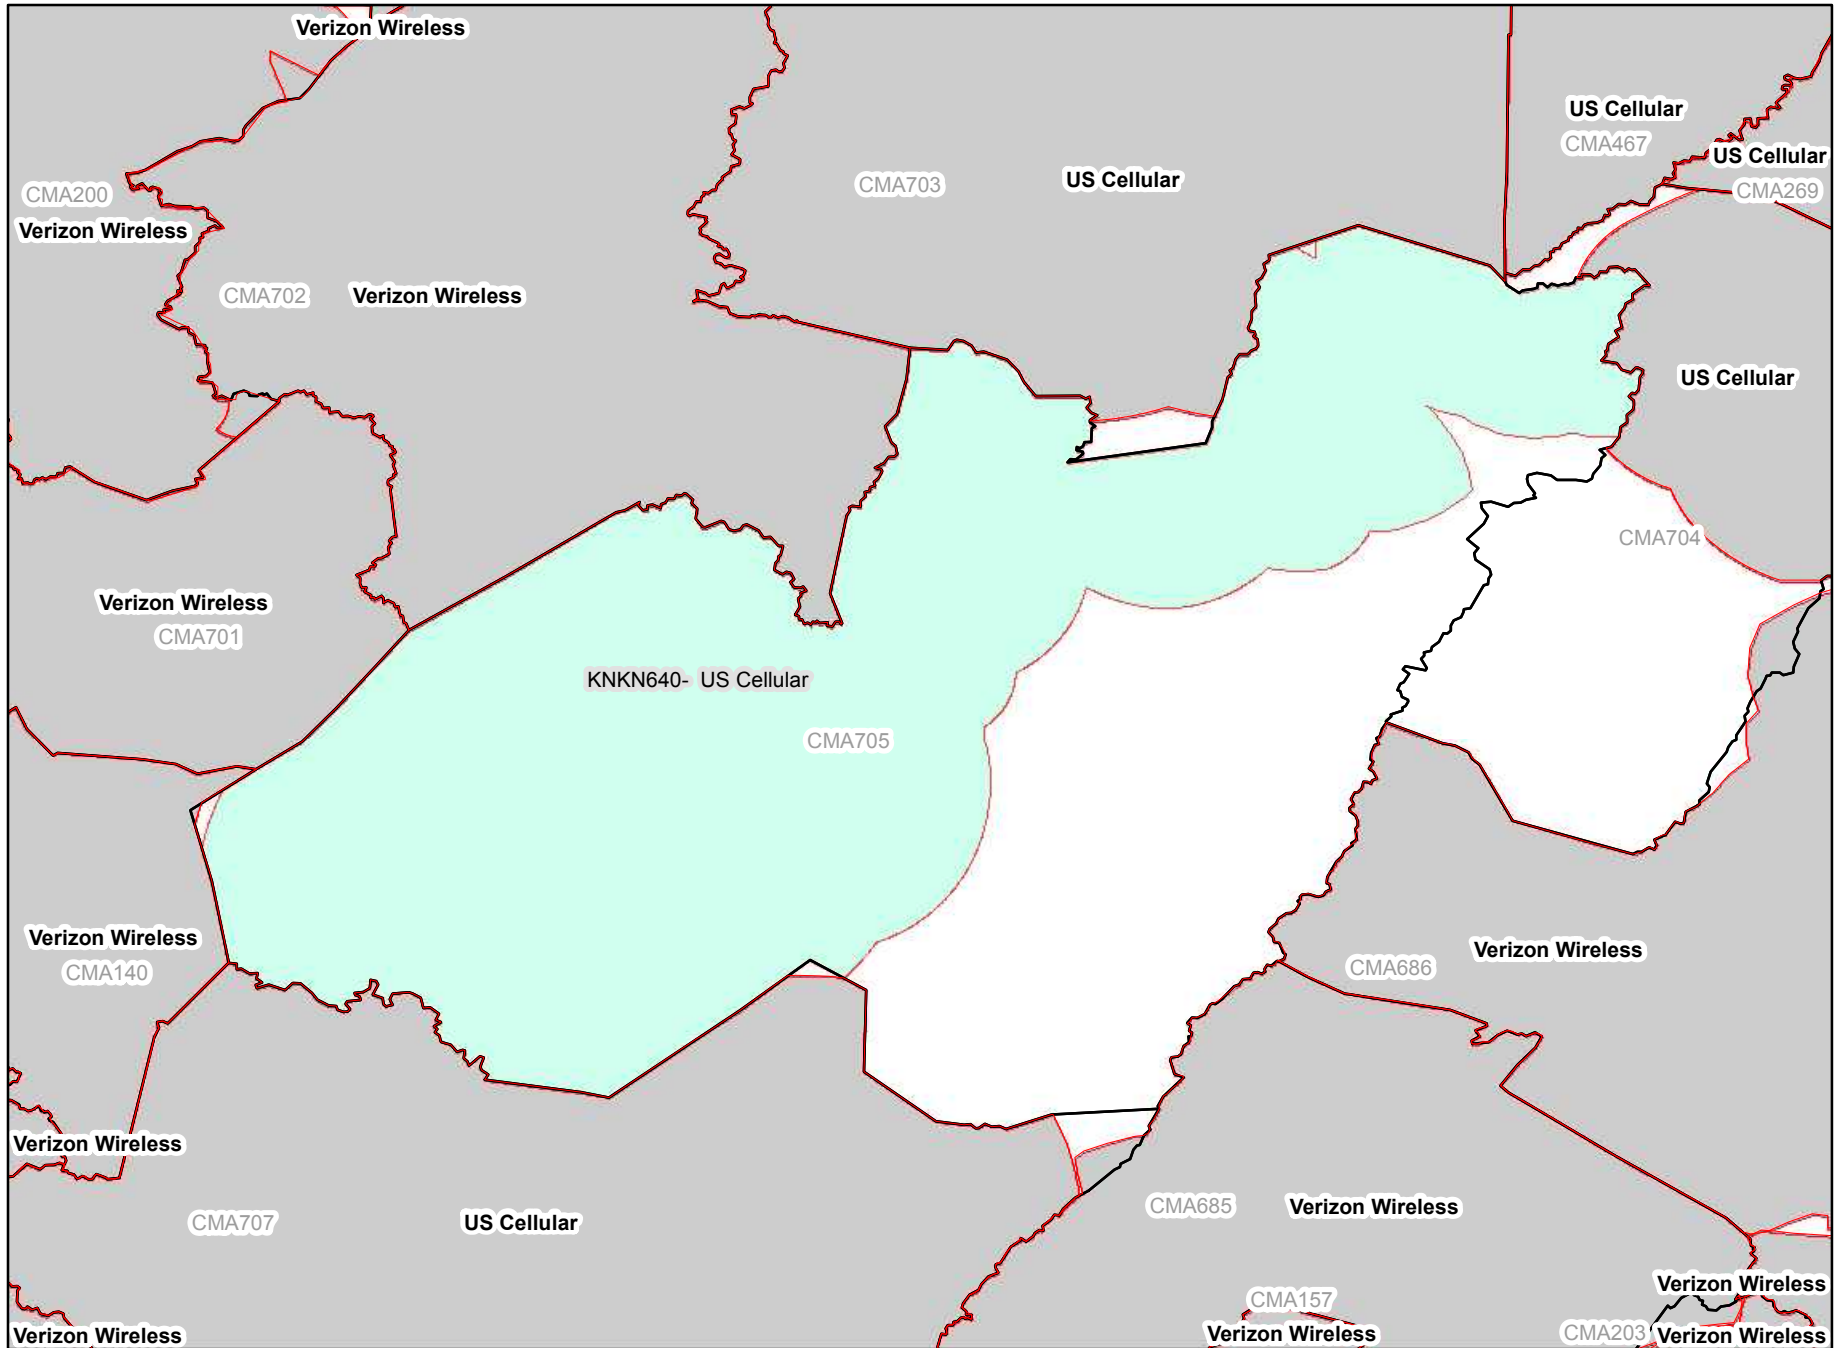 Verizon Wireless
US Cellular
CMA467
US Cellular
CMA269
CMA703
US Cellular
CMA200
Verizon Wireless
CMA702
Verizon Wireless
US Cellular
CMA704
Verizon Wireless
CMA701
KNKN640- US Cellular
CMA705
Verizon Wireless
CMA140
Verizon Wireless
CMA686
Verizon Wireless
CMA707
US Cellular
CMA685
Verizon Wireless
Verizon Wireless
CMA157
Verizon Wireless
Verizon Wireless
CMA203
Verizon Wireless